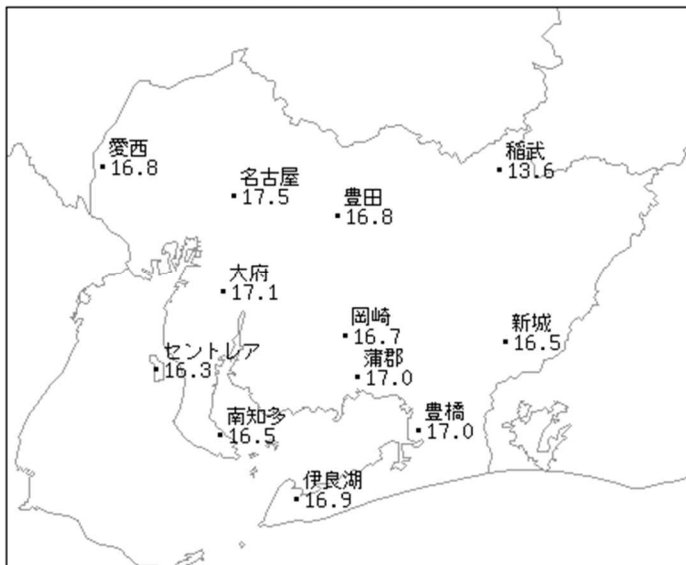 愛西
16.8
名古屋
17.5
豊田
16.8
稲武
13.6
大府
17.1
岡崎
16.7
新城
16.5
セントレア
16.3
蒲郡
17.0
南知多
16.5
豊橋
17.0
伊良湖
16.9